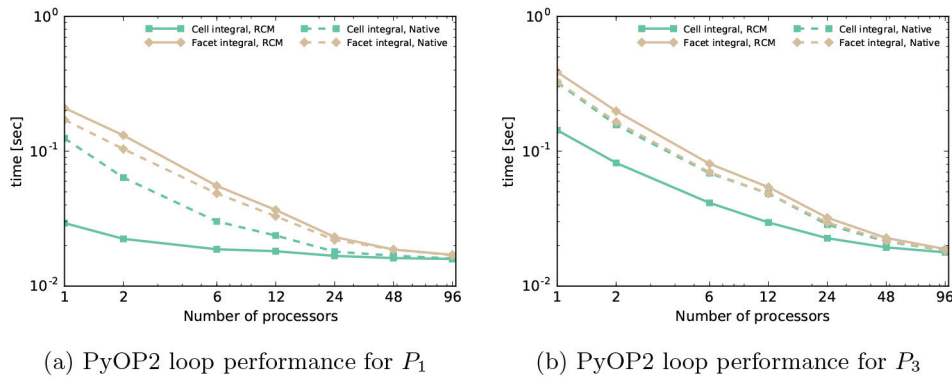 10^0
Cell integral, RCM
Cell integral, Native
Facet integral, RCM
Facet integral, Native
time [sec]
10^-1
10^-2
1 2 6 12 24 48 96
Number of processors
(a) PyOP2 loop performance for P_1
10^0
Cell integral, RCM
Cell integral, Native
Facet integral, RCM
Facet integral, Native
time [sec]
10^-1
10^-2
1 2 6 12 24 48 96
Number of processors
(b) PyOP2 loop performance for P_3